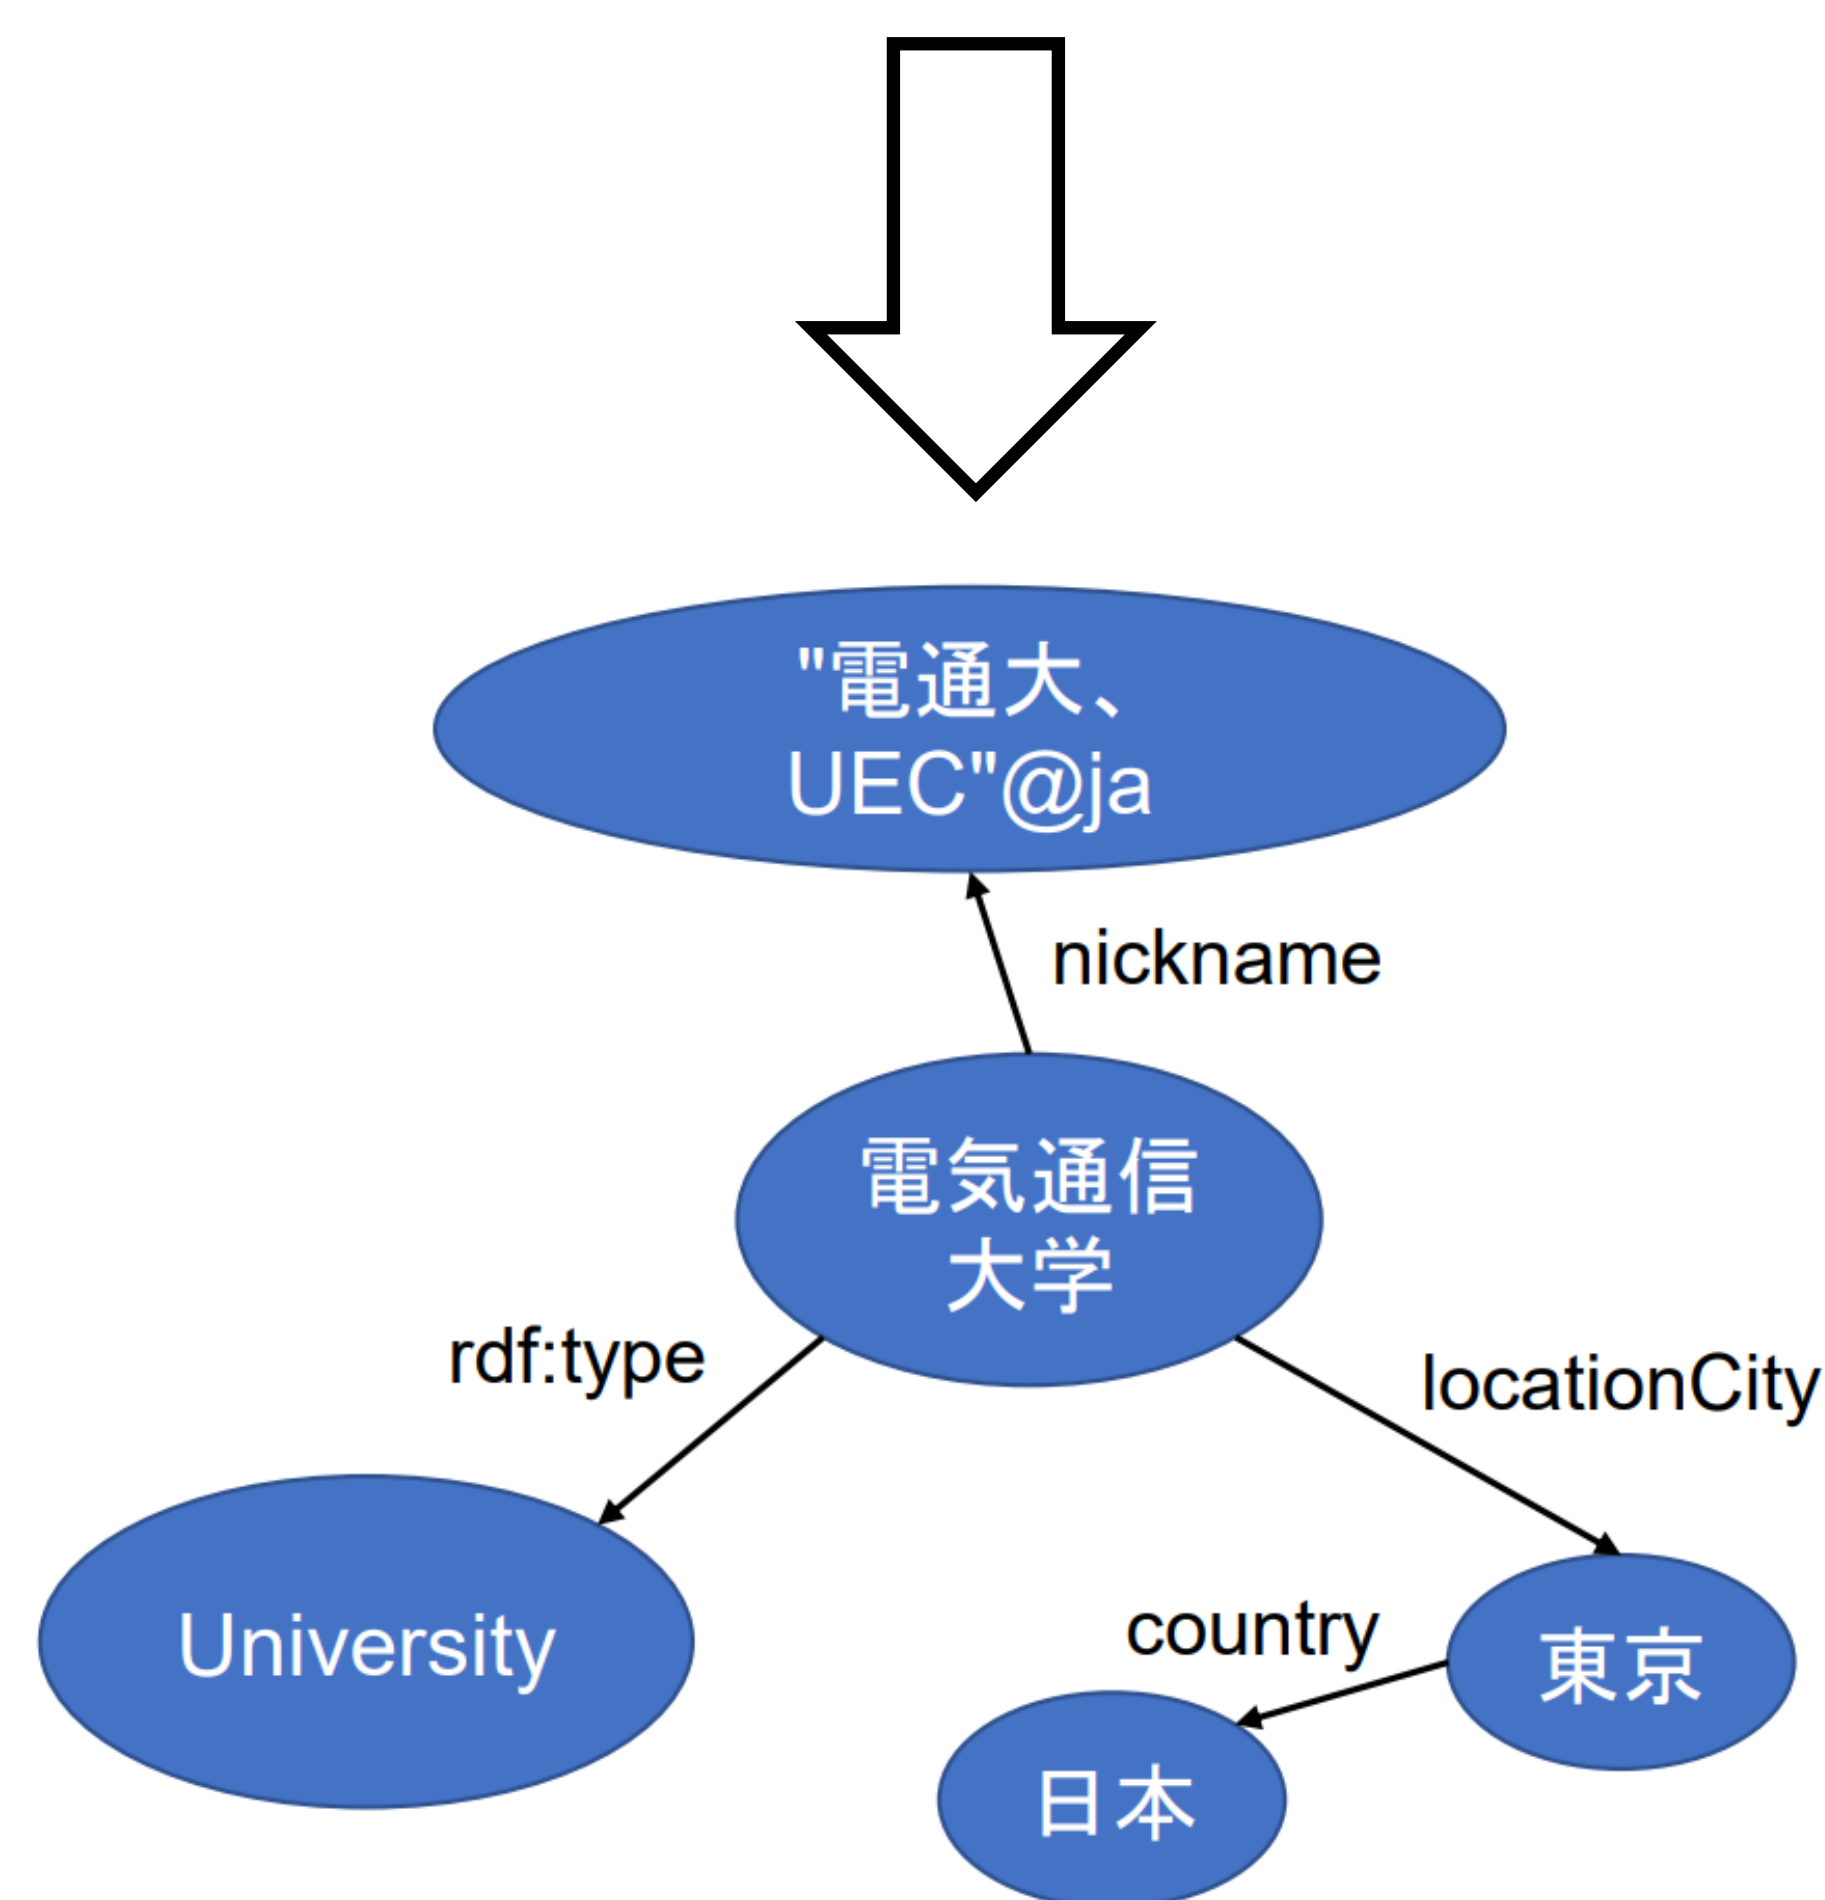 "電通大、
UEC"@ja
nickname
電気通信
大学
rdf:type
locationCity
University
country
東京
日本